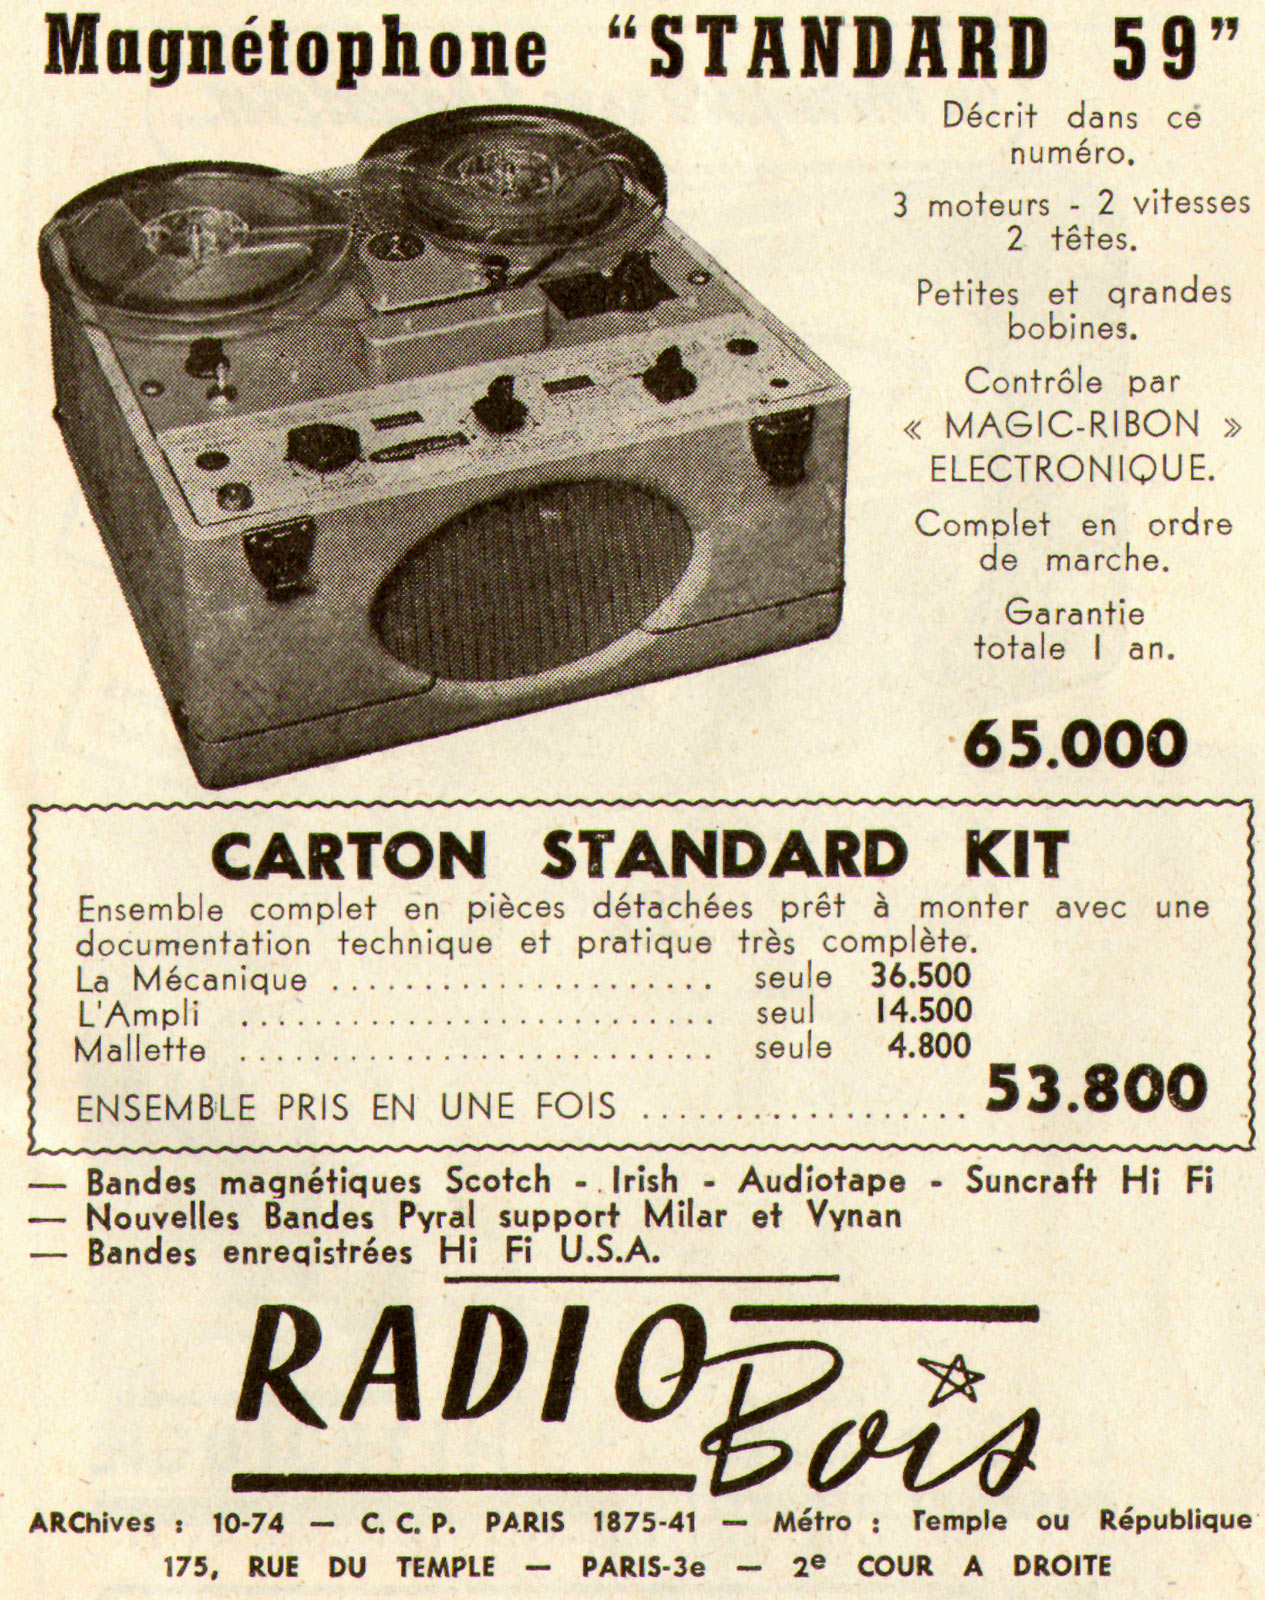 Magnétophone “STANDARD 59”
Décrit dans ce
numéro.
3 moteurs - 2 vitesses
2 têtes.
Petites et grandes
bobines.
Contrôle par
« MAGIC-RIBON »
ELECTRONIQUE.
Complet en ordre
de marche.
Garantie
totale 1 an.
65.000
CARTON STANDARD KIT
Ensemble complet en pièces détachées prêt à monter avec une
documentation technique et pratique très complète.
La Mécanique ...................... seule 36.500
L'Ampli ........................... seul 14.500
Mallette ........................... seule 4.800
ENSEMBLE PRIS EN UNE FOIS .................. 53.800
— Bandes magnétiques Scotch - Irish - Audiotape - Suncraft Hi Fi
— Nouvelles Bandes Pyral support Milar et Vynan
— Bandes enregistrées Hi Fi U.S.A.
RADIO Bois
ARChives : 10-74 — C. C. P. PARIS 1875-41 — Métro : Temple ou République
175, RUE DU TEMPLE — PARIS-3e — 2e COUR A DROITE